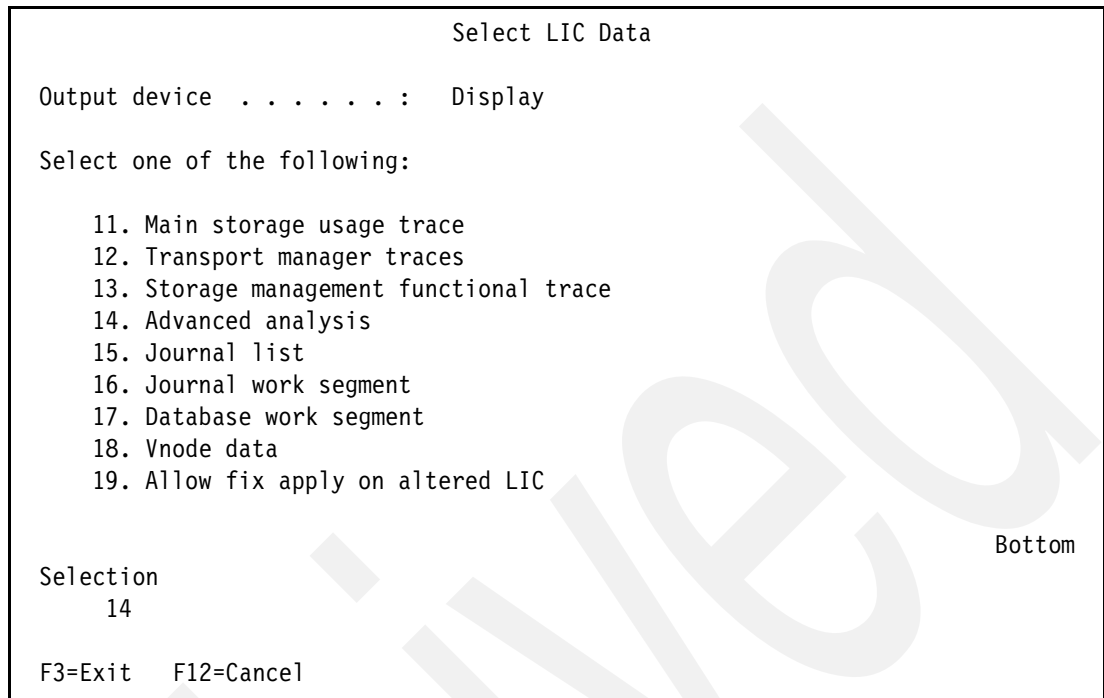 Select LIC Data
Output device . . . . . . : Display
Select one of the following:
11. Main storage usage trace
12. Transport manager traces
13. Storage management functional trace
14. Advanced analysis
15. Journal list
16. Journal work segment
17. Database work segment
18. Vnode data
19. Allow fix apply on altered LIC
Bottom
Selection
14
F3=Exit F12=Cancel